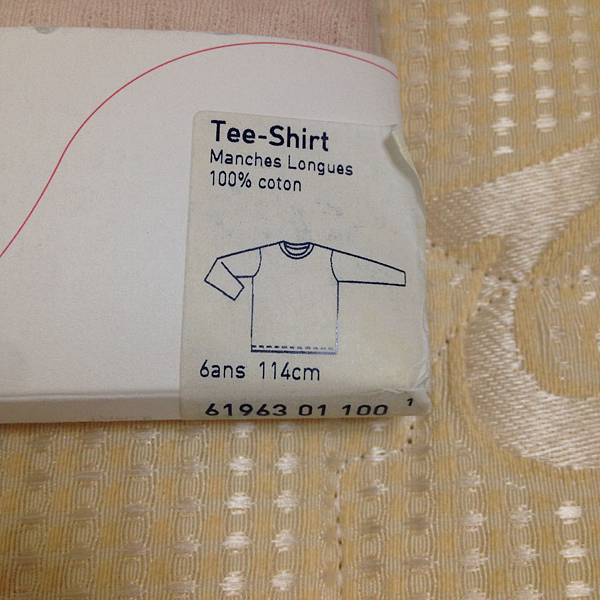 Tee-Shirt
Manches Longues
100% coton
6ans 114cm
61963 01 100 1